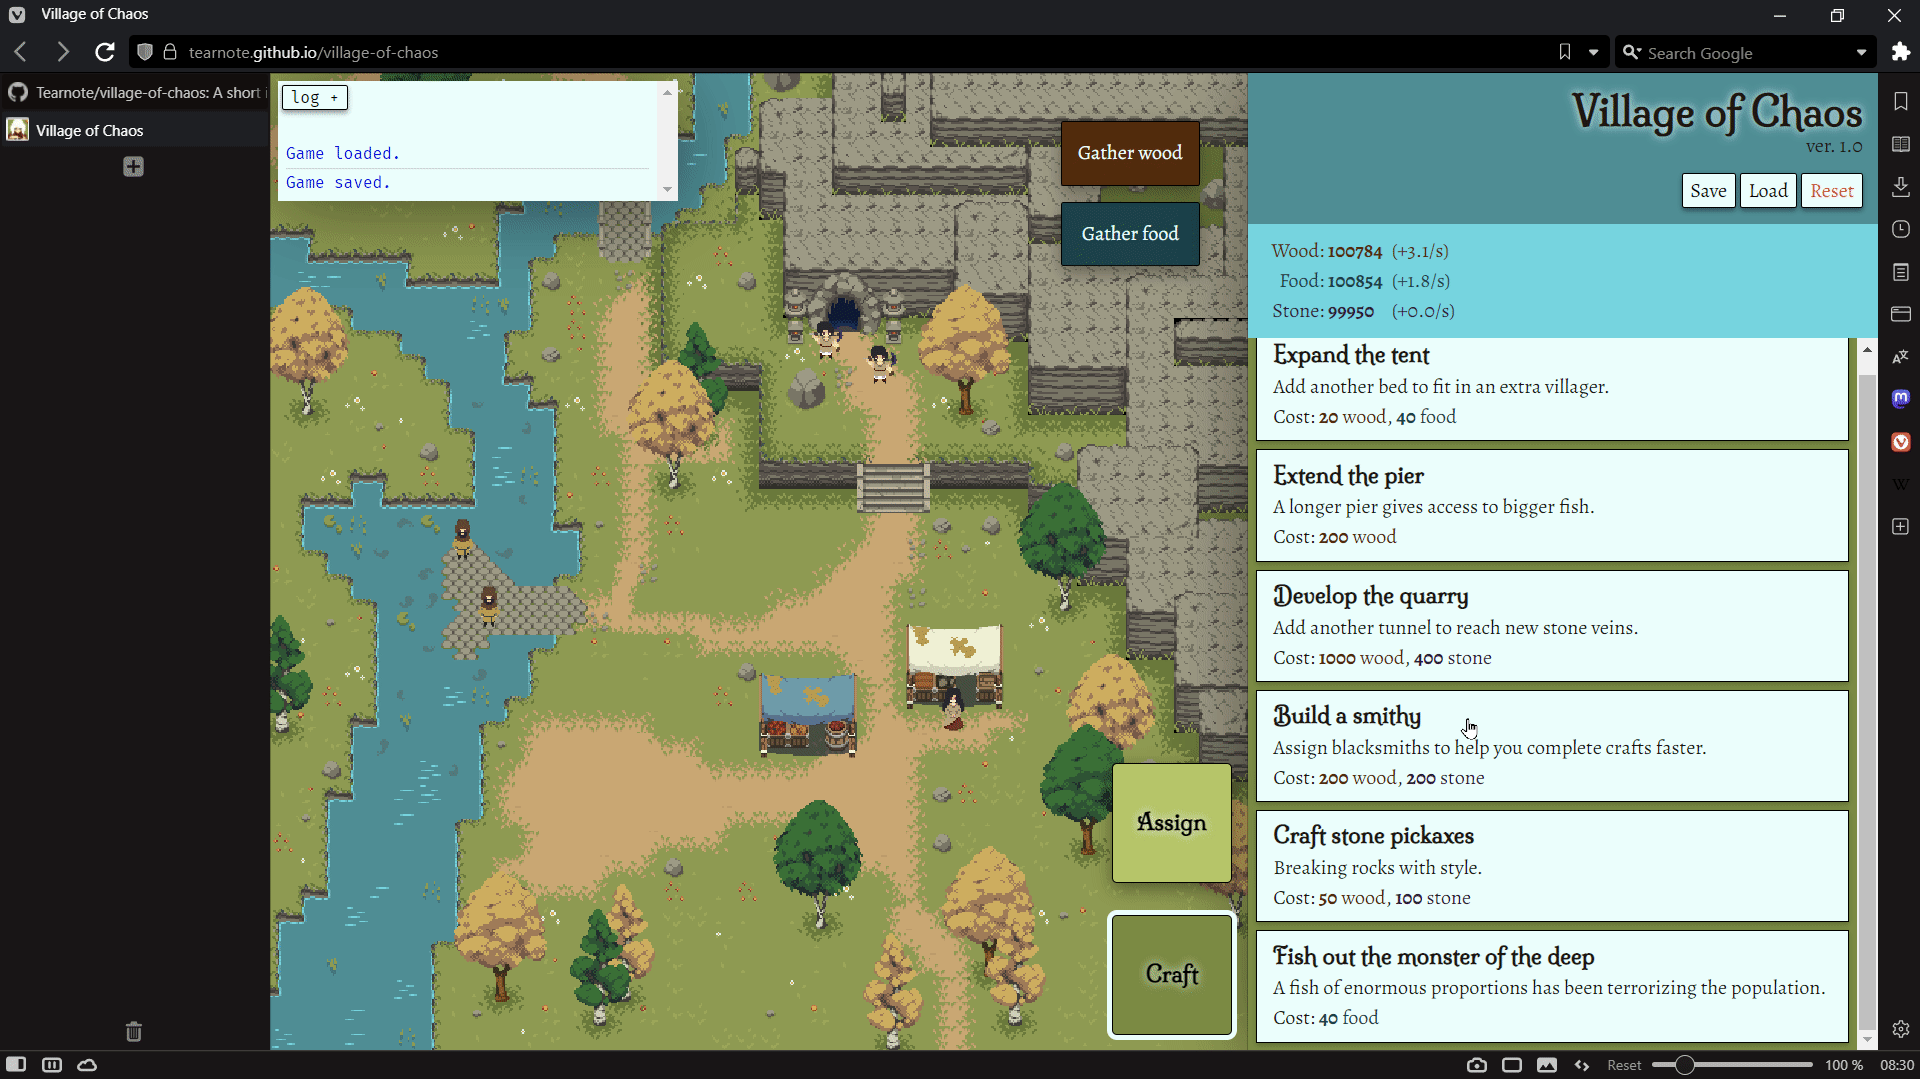 Village of Chaos
tearnote.github.io/village-of-chaos
Search Google
Tearnote/village-of-chaos: A short
Village of Chaos
log +
Game loaded.
Game saved.
Gather wood
Gather food
Assign
Craft
Village of Chaos
ver. 1.0
Save
Load
Reset
Wood: 100784 (+3.1/s)
Food: 100854 (+1.8/s)
Stone: 99950 (+0.0/s)
Expand the tent
Add another bed to fit in an extra villager.
Cost: 20 wood, 40 food
Extend the pier
A longer pier gives access to bigger fish.
Cost: 200 wood
Develop the quarry
Add another tunnel to reach new stone veins.
Cost: 1000 wood, 400 stone
Build a smithy
Assign blacksmiths to help you complete crafts faster.
Cost: 200 wood, 200 stone
Craft stone pickaxes
Breaking rocks with style.
Cost: 50 wood, 100 stone
Fish out the monster of the deep
A fish of enormous proportions has been terrorizing the population.
Cost: 40 food
Reset
100 %
08:30